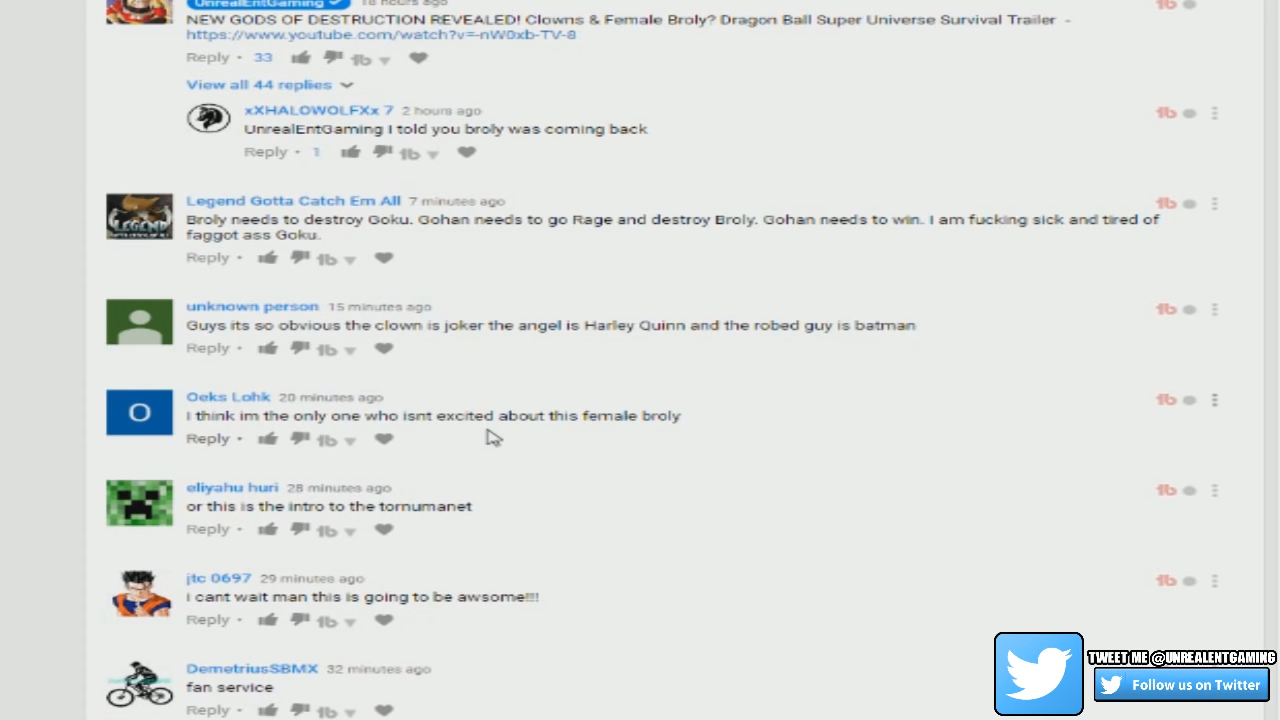 UnrealEntGaming 18 hours ago
NEW GODS OF DESTRUCTION REVEALED! Clowns & Female Broly? Dragon Ball Super Universe Survival Trailer -
https://www.youtube.com/watch?v=-nW0xb-TV-8
Reply • 33
View all 44 replies
xXHALOWOLFXx 7 2 hours ago
UnrealEntGaming I told you broly was coming back
Reply • 1
Legend Gotta Catch Em All 7 minutes ago
Broly needs to destroy Goku. Gohan needs to go Rage and destroy Broly. Gohan needs to win. I am fucking sick and tired of
faggot ass Goku.
LEGEND
Reply •
unknown person 15 minutes ago
Guys its so obvious the clown is joker the angel is Harley Quinn and the robed guy is batman
Reply •
O
Oeks Lohk 20 minutes ago
I think im the only one who isnt excited about this female broly
Reply •
eliyahu huri 28 minutes ago
or this is the intro to the tornumanet
Reply •
jtc 0697 29 minutes ago
i cant wait man this is going to be awsome!!!
Reply •
DemetriusSBMX 32 minutes ago
fan service
Reply •
TWEET ME @UNREALENTGAMING
Follow us on Twitter